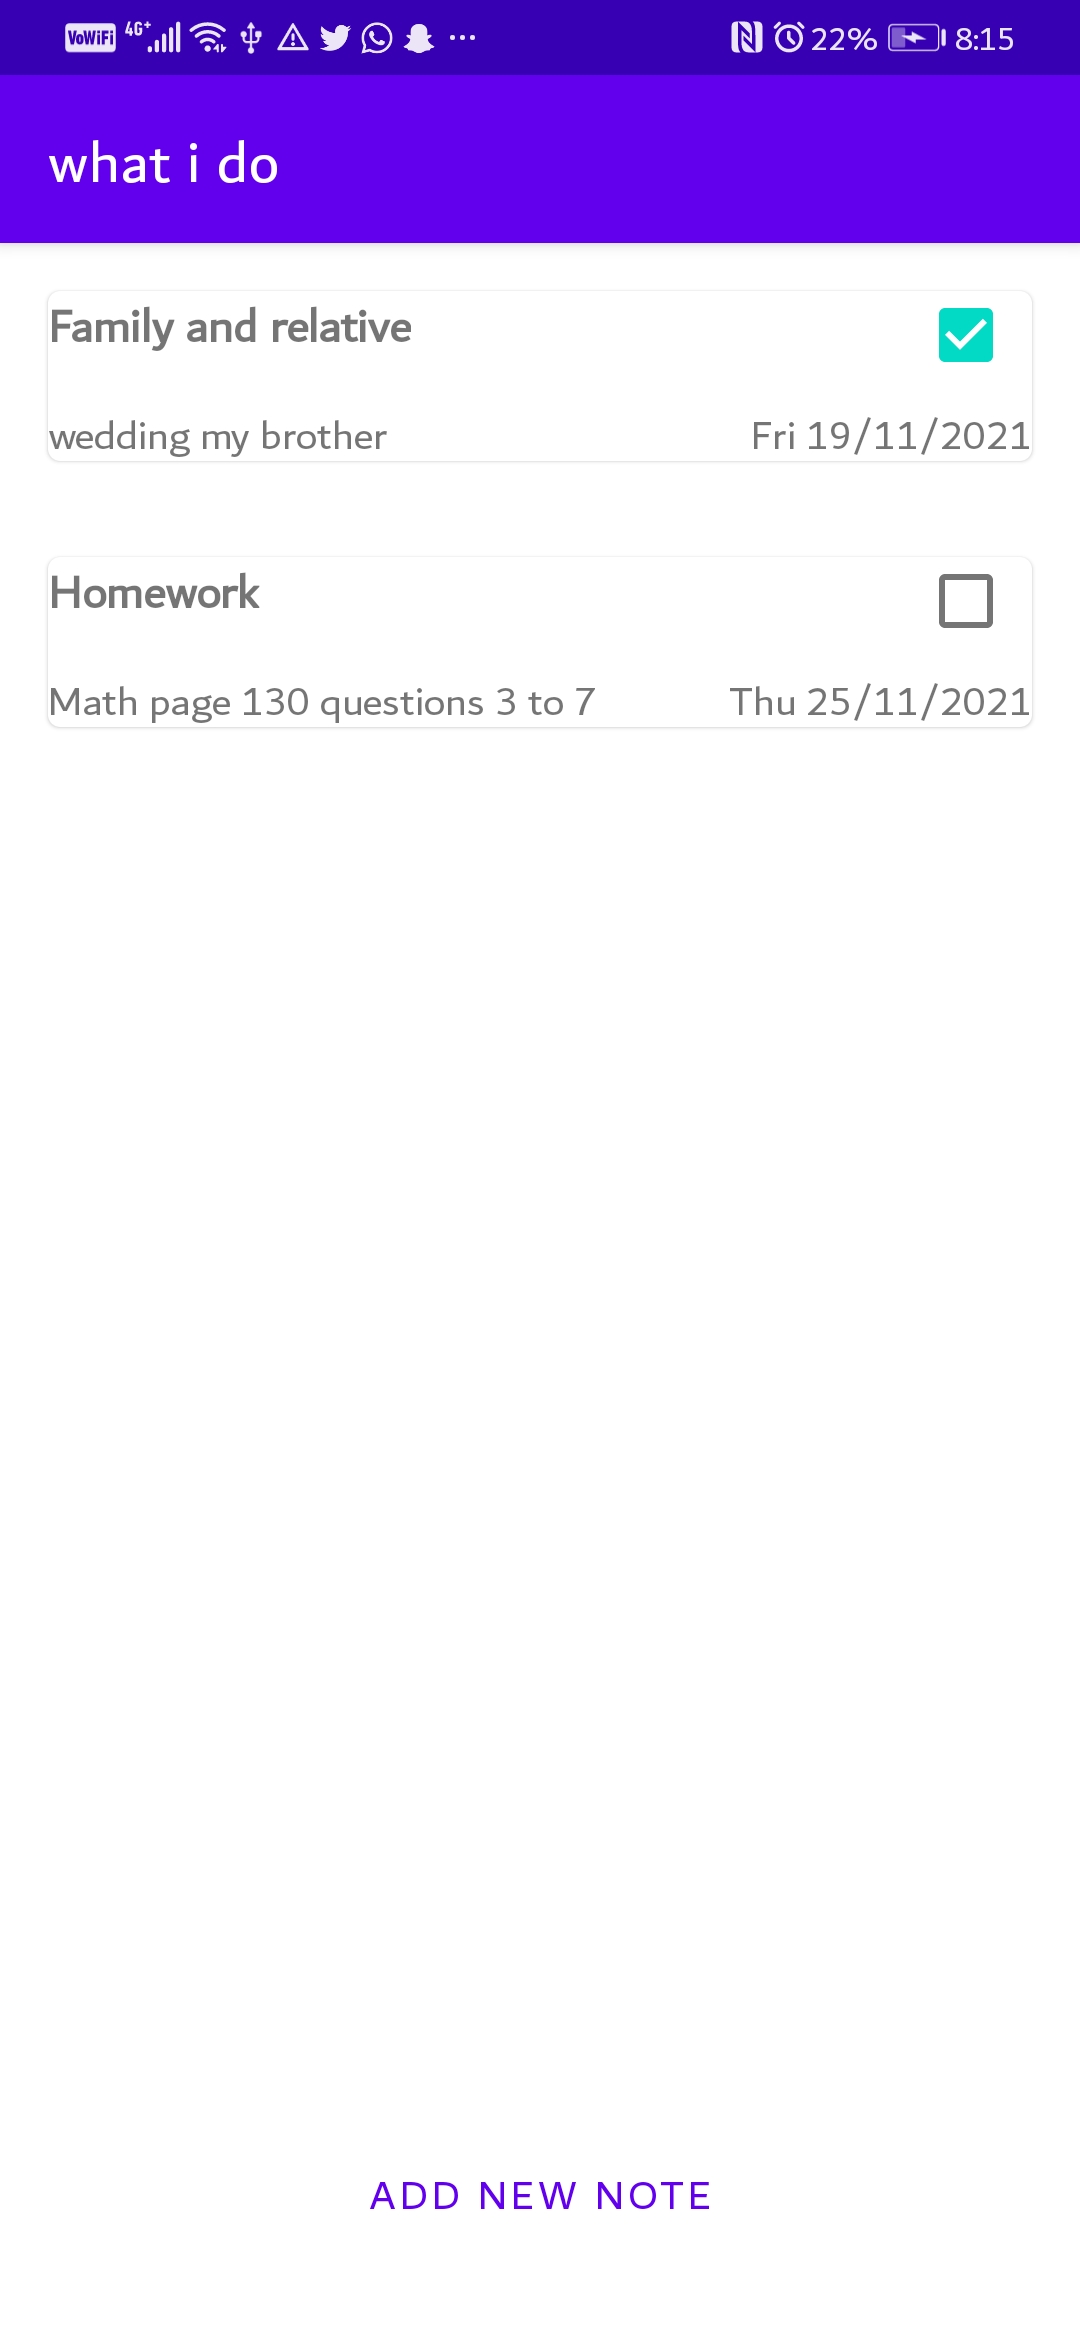 VoWiFi 4G+ 22% 8:15
what i do
Family and relative
wedding my brother Fri 19/11/2021
Homework
Math page 130 questions 3 to 7 Thu 25/11/2021
ADD NEW NOTE